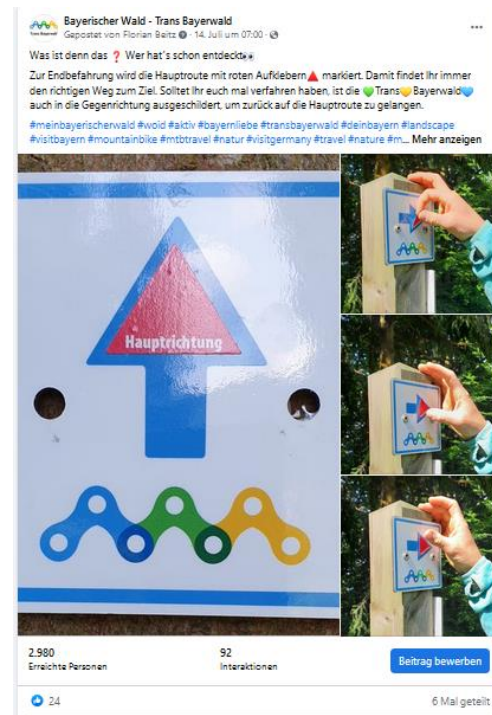 Bayerischer Wald - Trans Bayerwald
Gepostet von Florian Beitz · 14. Juli um 07:00 ·
Was ist denn das ❓ Wer hat's schon entdeckt👀
Zur Endbefahrung wird die Hauptroute mit roten Aufklebern🔺 markiert. Damit findet Ihr immer
den richtigen Weg zum Ziel. Solltet Ihr euch mal verfahren haben, ist die 💚Trans💛Bayerwald💙
auch in die Gegenrichtung ausgeschildert, um zurück auf die Hauptroute zu gelangen.
#meinbayerischerwald #woid #aktiv #bayernliebe #transbayerwald #deinbayern #landscape
#visitbayern #mountainbike #mtbtravel #natur #visitgermany #travel #nature #m... Mehr anzeigen
Hauptrichtung
2.980
Erreichte Personen
92
Interaktionen
Beitrag bewerben
24
6 Mal geteilt